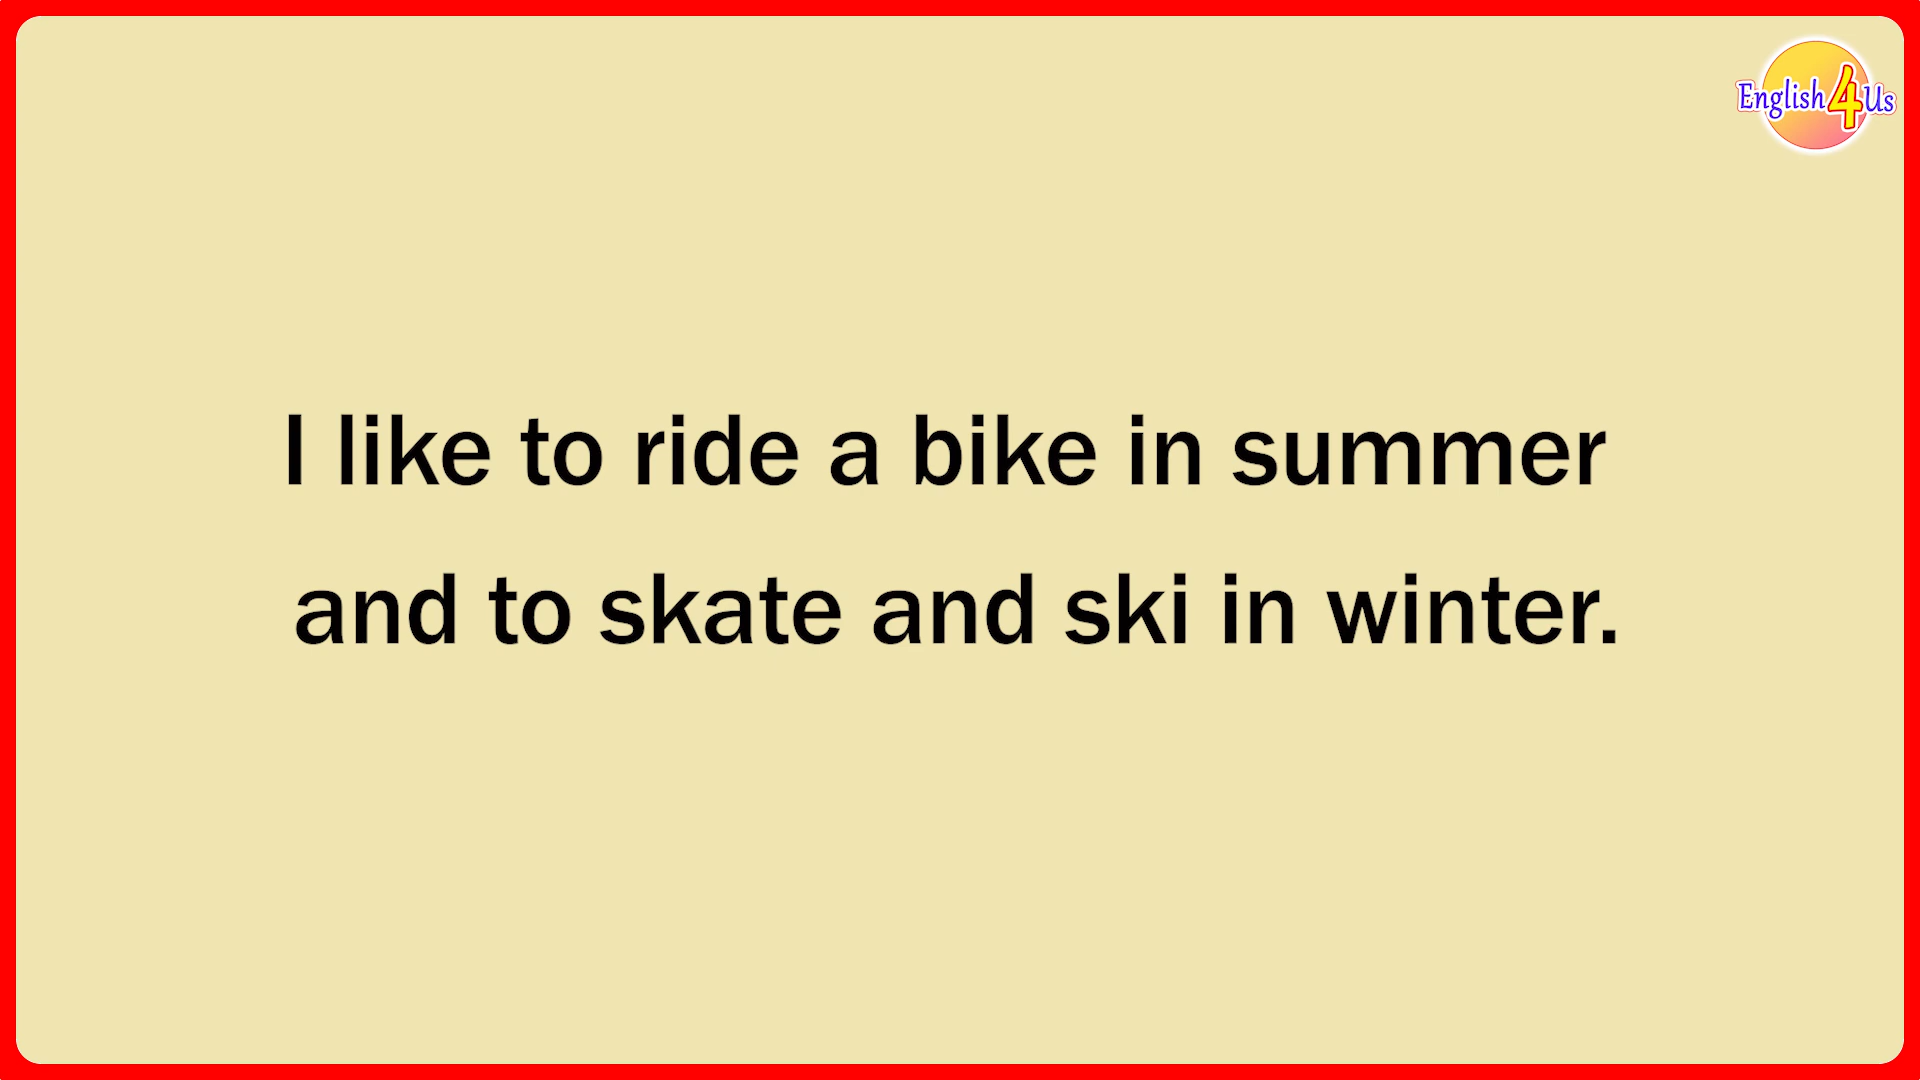 English4Us
I like to ride a bike in summer
and to skate and ski in winter.